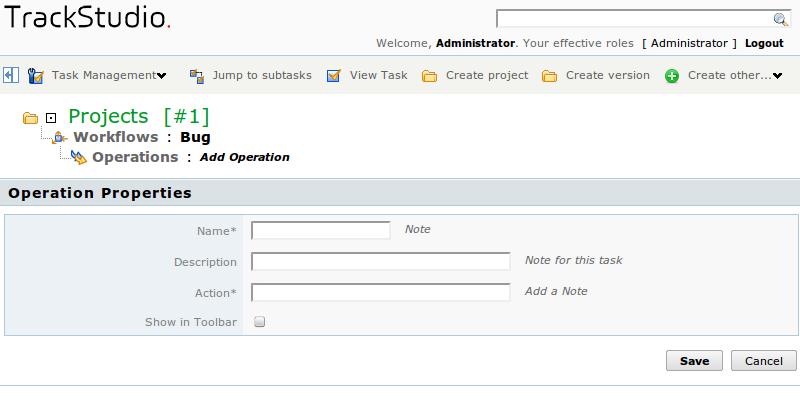 TrackStudio.
Welcome, Administrator. Your effective roles [ Administrator ] Logout
Task Management Jump to subtasks View Task Create project Create version Create other...
Projects [#1]
Workflows : Bug
Operations : Add Operation
Operation Properties
Name* Note
Description Note for this task
Action* Add a Note
Show in Toolbar
Save Cancel